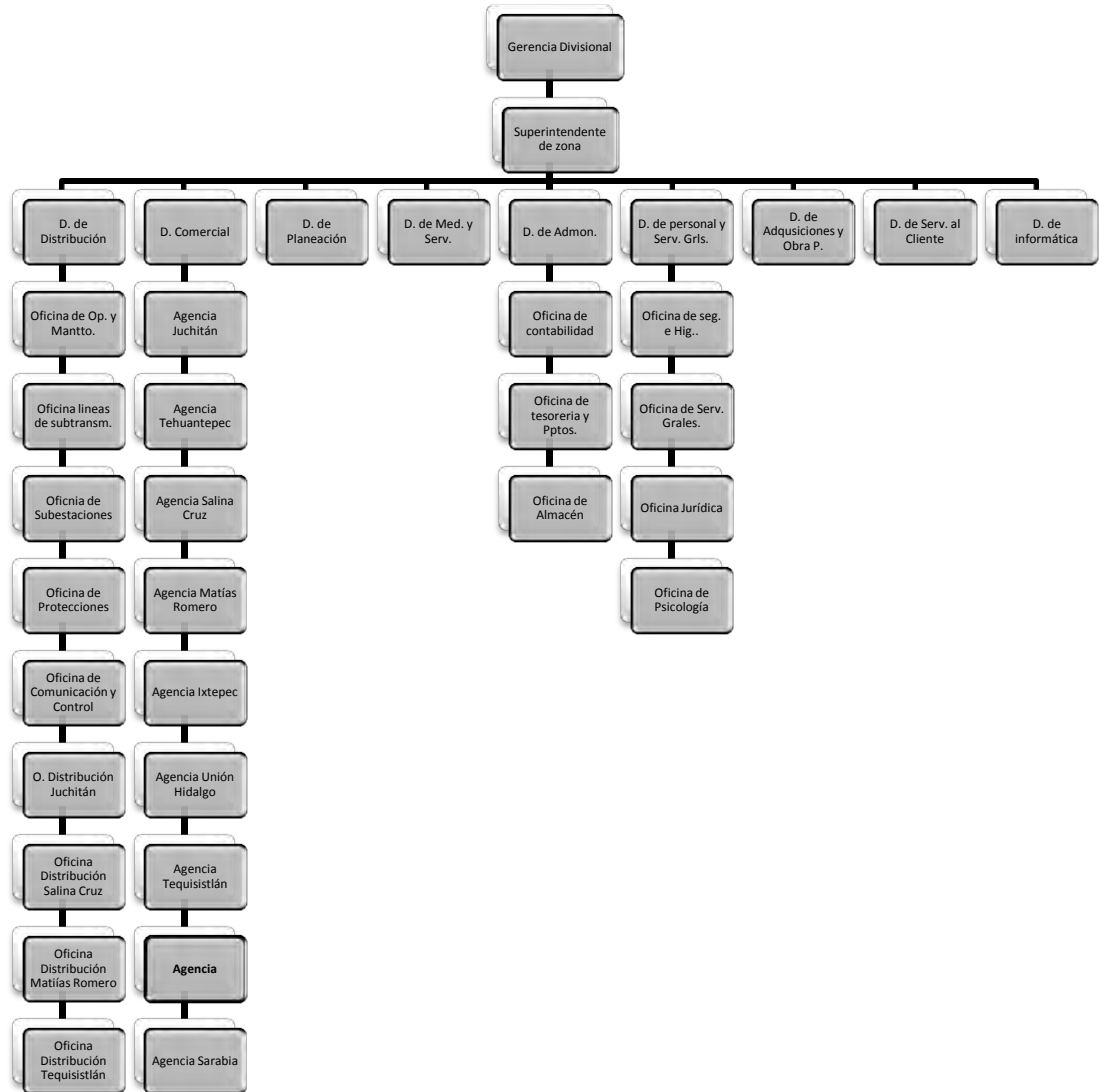 Gerencia Divisional
Superintendente
de zona
D. de
Distribución
D. Comercial
D. de
Planeación
D. de Med. y
Serv.
D. de Admon.
D. de personal y
Serv. Grls.
D. de
Adqusiciones y
Obra P.
D. de Serv. al
Cliente
D. de
informática
Oficina de Op. y
Mantto.
Agencia
Juchitán
Oficina de
contabilidad
Oficina de seg.
e Hig..
Oficina lineas
de subtransm.
Agencia
Tehuantepec
Oficina de
tesoreria y
Pptos.
Oficina de Serv.
Grales.
Oficnia de
Subestaciones
Agencia Salina
Cruz
Oficina de
Almacén
Oficina Jurídica
Oficina de
Protecciones
Agencia Matías
Romero
Oficina de
Psicología
Oficina de
Comunicación y
Control
Agencia Ixtepec
O. Distribución
Juchitán
Agencia Unión
Hidalgo
Oficina
Distribución
Salina Cruz
Agencia
Tequisistlán
Oficina
Distribución
Matiías Romero
Agencia
Oficina
Distribución
Tequisistlán
Agencia Sarabia